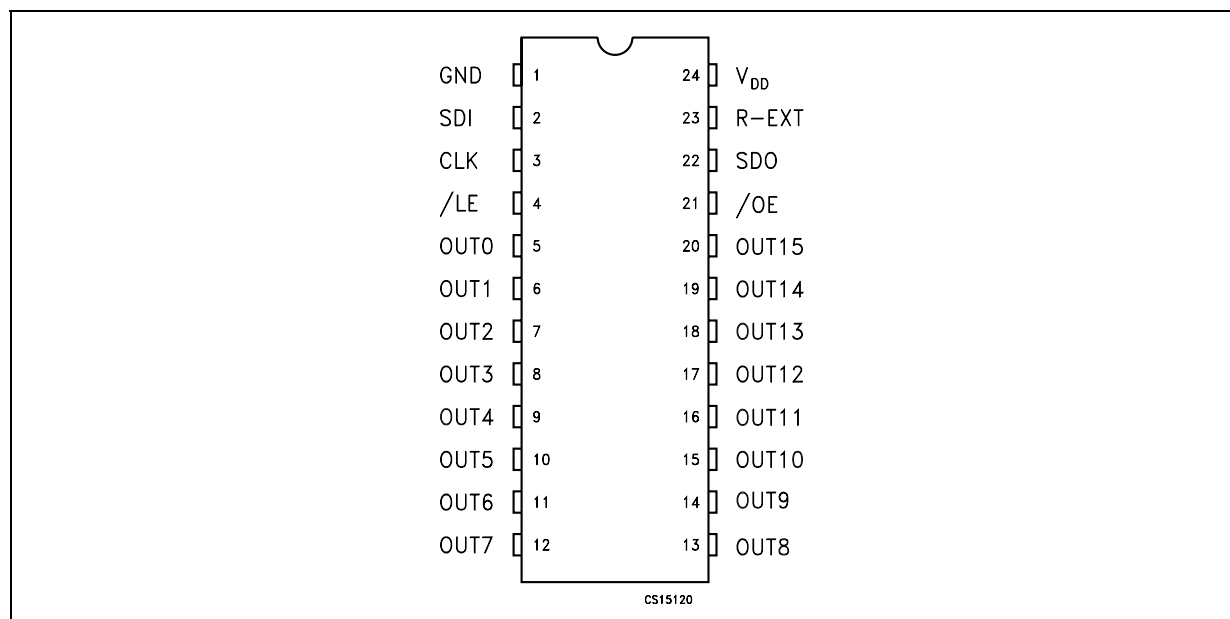 GND 1 24 VDD
SDI 2 23 R-EXT
CLK 3 22 SDO
/LE 4 21 /OE
OUT0 5 20 OUT15
OUT1 6 19 OUT14
OUT2 7 18 OUT13
OUT3 8 17 OUT12
OUT4 9 16 OUT11
OUT5 10 15 OUT10
OUT6 11 14 OUT9
OUT7 12 13 OUT8
CS15120